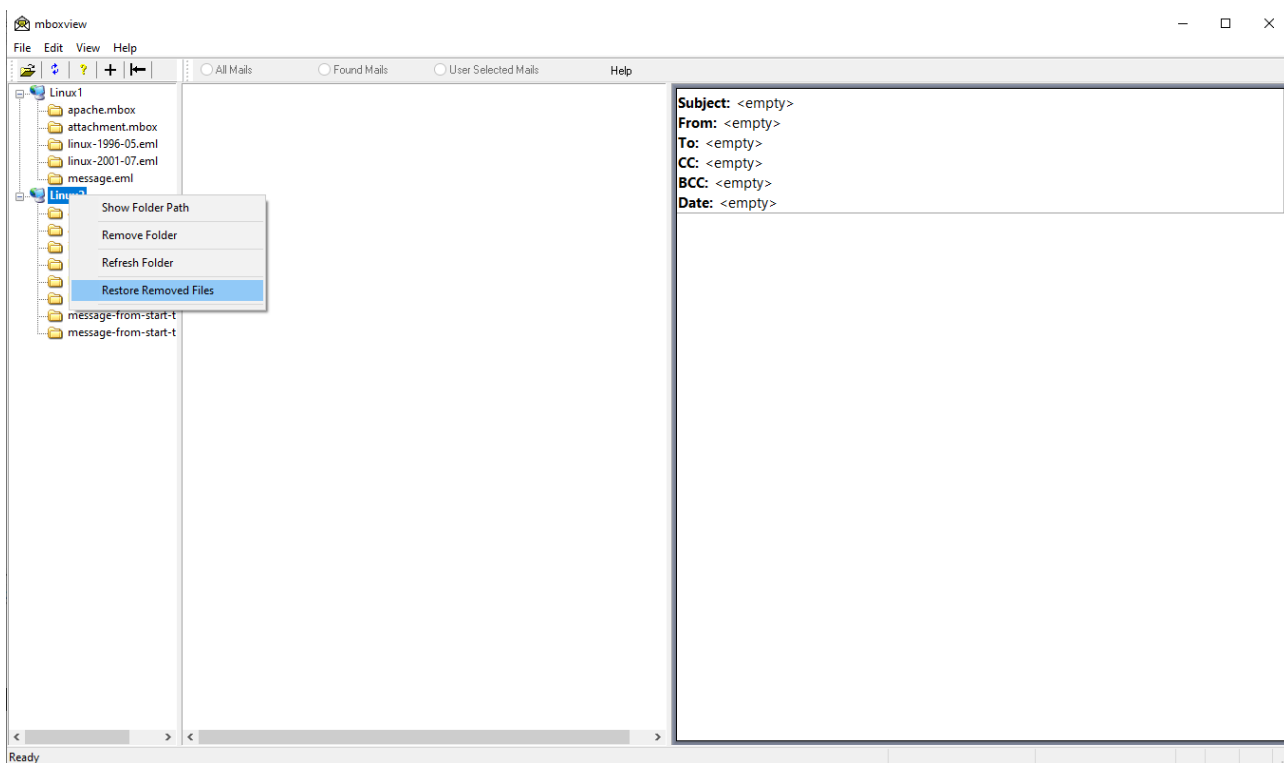 mboxview
File Edit View Help
? All Mails Found Mails User Selected Mails Help
Linux1
apache.mbox
attachment.mbox
linux-1996-05.eml
linux-2001-07.eml
message.eml
Show Folder Path
Remove Folder
Refresh Folder
Restore Removed Files
message-from-start-t
message-from-start-t
Subject: <empty>
From: <empty>
To: <empty>
CC: <empty>
BCC: <empty>
Date: <empty>
Ready